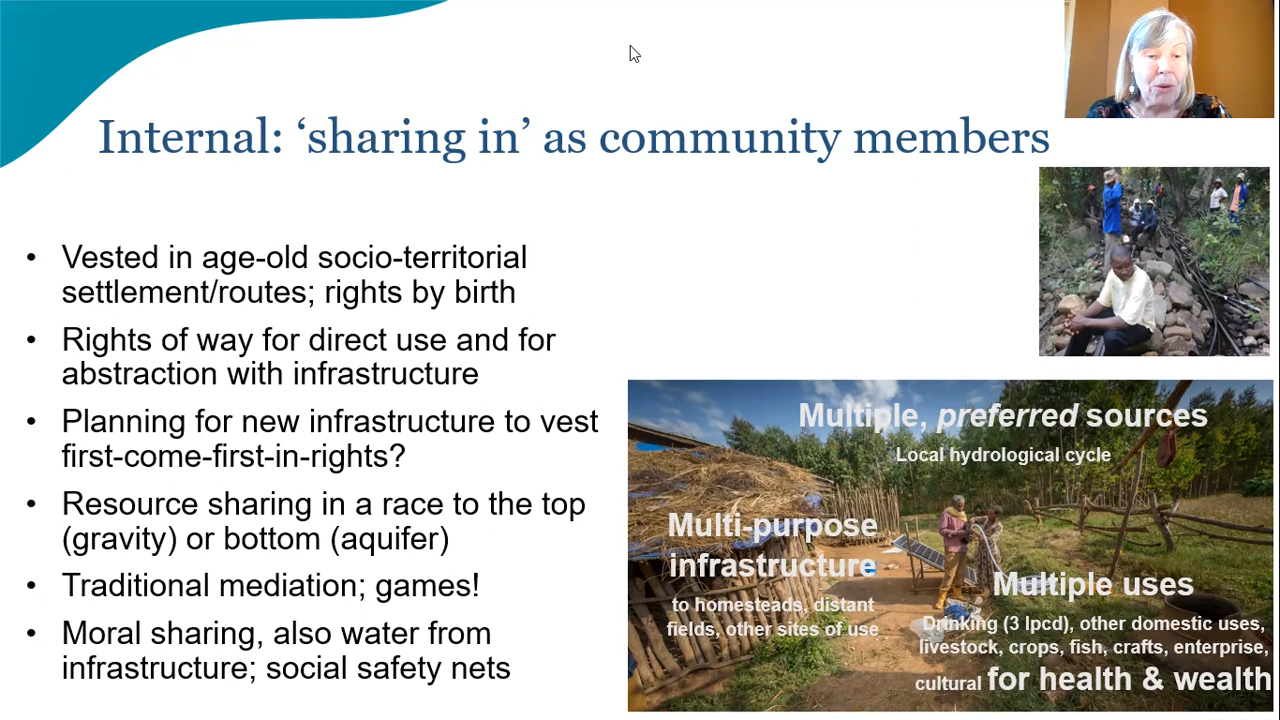 Internal: ‘sharing in’ as community members
• Vested in age-old socio-territorial
settlement/routes; rights by birth
• Rights of way for direct use and for
abstraction with infrastructure
• Planning for new infrastructure to vest
first-come-first-in-rights?
• Resource sharing in a race to the top
(gravity) or bottom (aquifer)
• Traditional mediation; games!
• Moral sharing, also water from
infrastructure; social safety nets
Multiple, preferred sources
Local hydrological cycle
Multi-purpose
infrastructure
to homesteads, distant
fields, other sites of use
Multiple uses
Drinking (3 lpcd), other domestic uses,
livestock, crops, fish, crafts, enterprise,
cultural for health & wealth